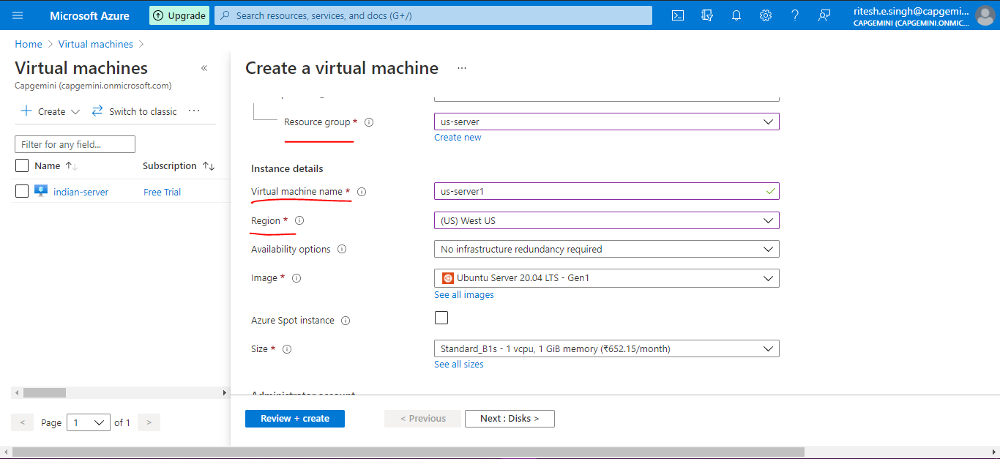 Microsoft Azure
Upgrade
Search resources, services, and docs (G+/)
ritesh.e.singh@capgemi...
CAPGEMINI (CAPGEMINI.ONMIC...
Home > Virtual machines >
Virtual machines
Capgemini (capgemini.onmicrosoft.com)
+ Create
Switch to classic
...
Filter for any field...
Name
Subscription
indian-server
Free Trial
< Page 1 of 1 >
Create a virtual machine ...
Resource group *
us-server
Create new
Instance details
Virtual machine name *
us-server1
Region *
(US) West US
Availability options
No infrastructure redundancy required
Image *
Ubuntu Server 20.04 LTS - Gen1
See all images
Azure Spot instance
Size *
Standard_B1s - 1 vcpu, 1 GiB memory (₹652.15/month)
See all sizes
Administrator account
Review + create
< Previous
Next : Disks >